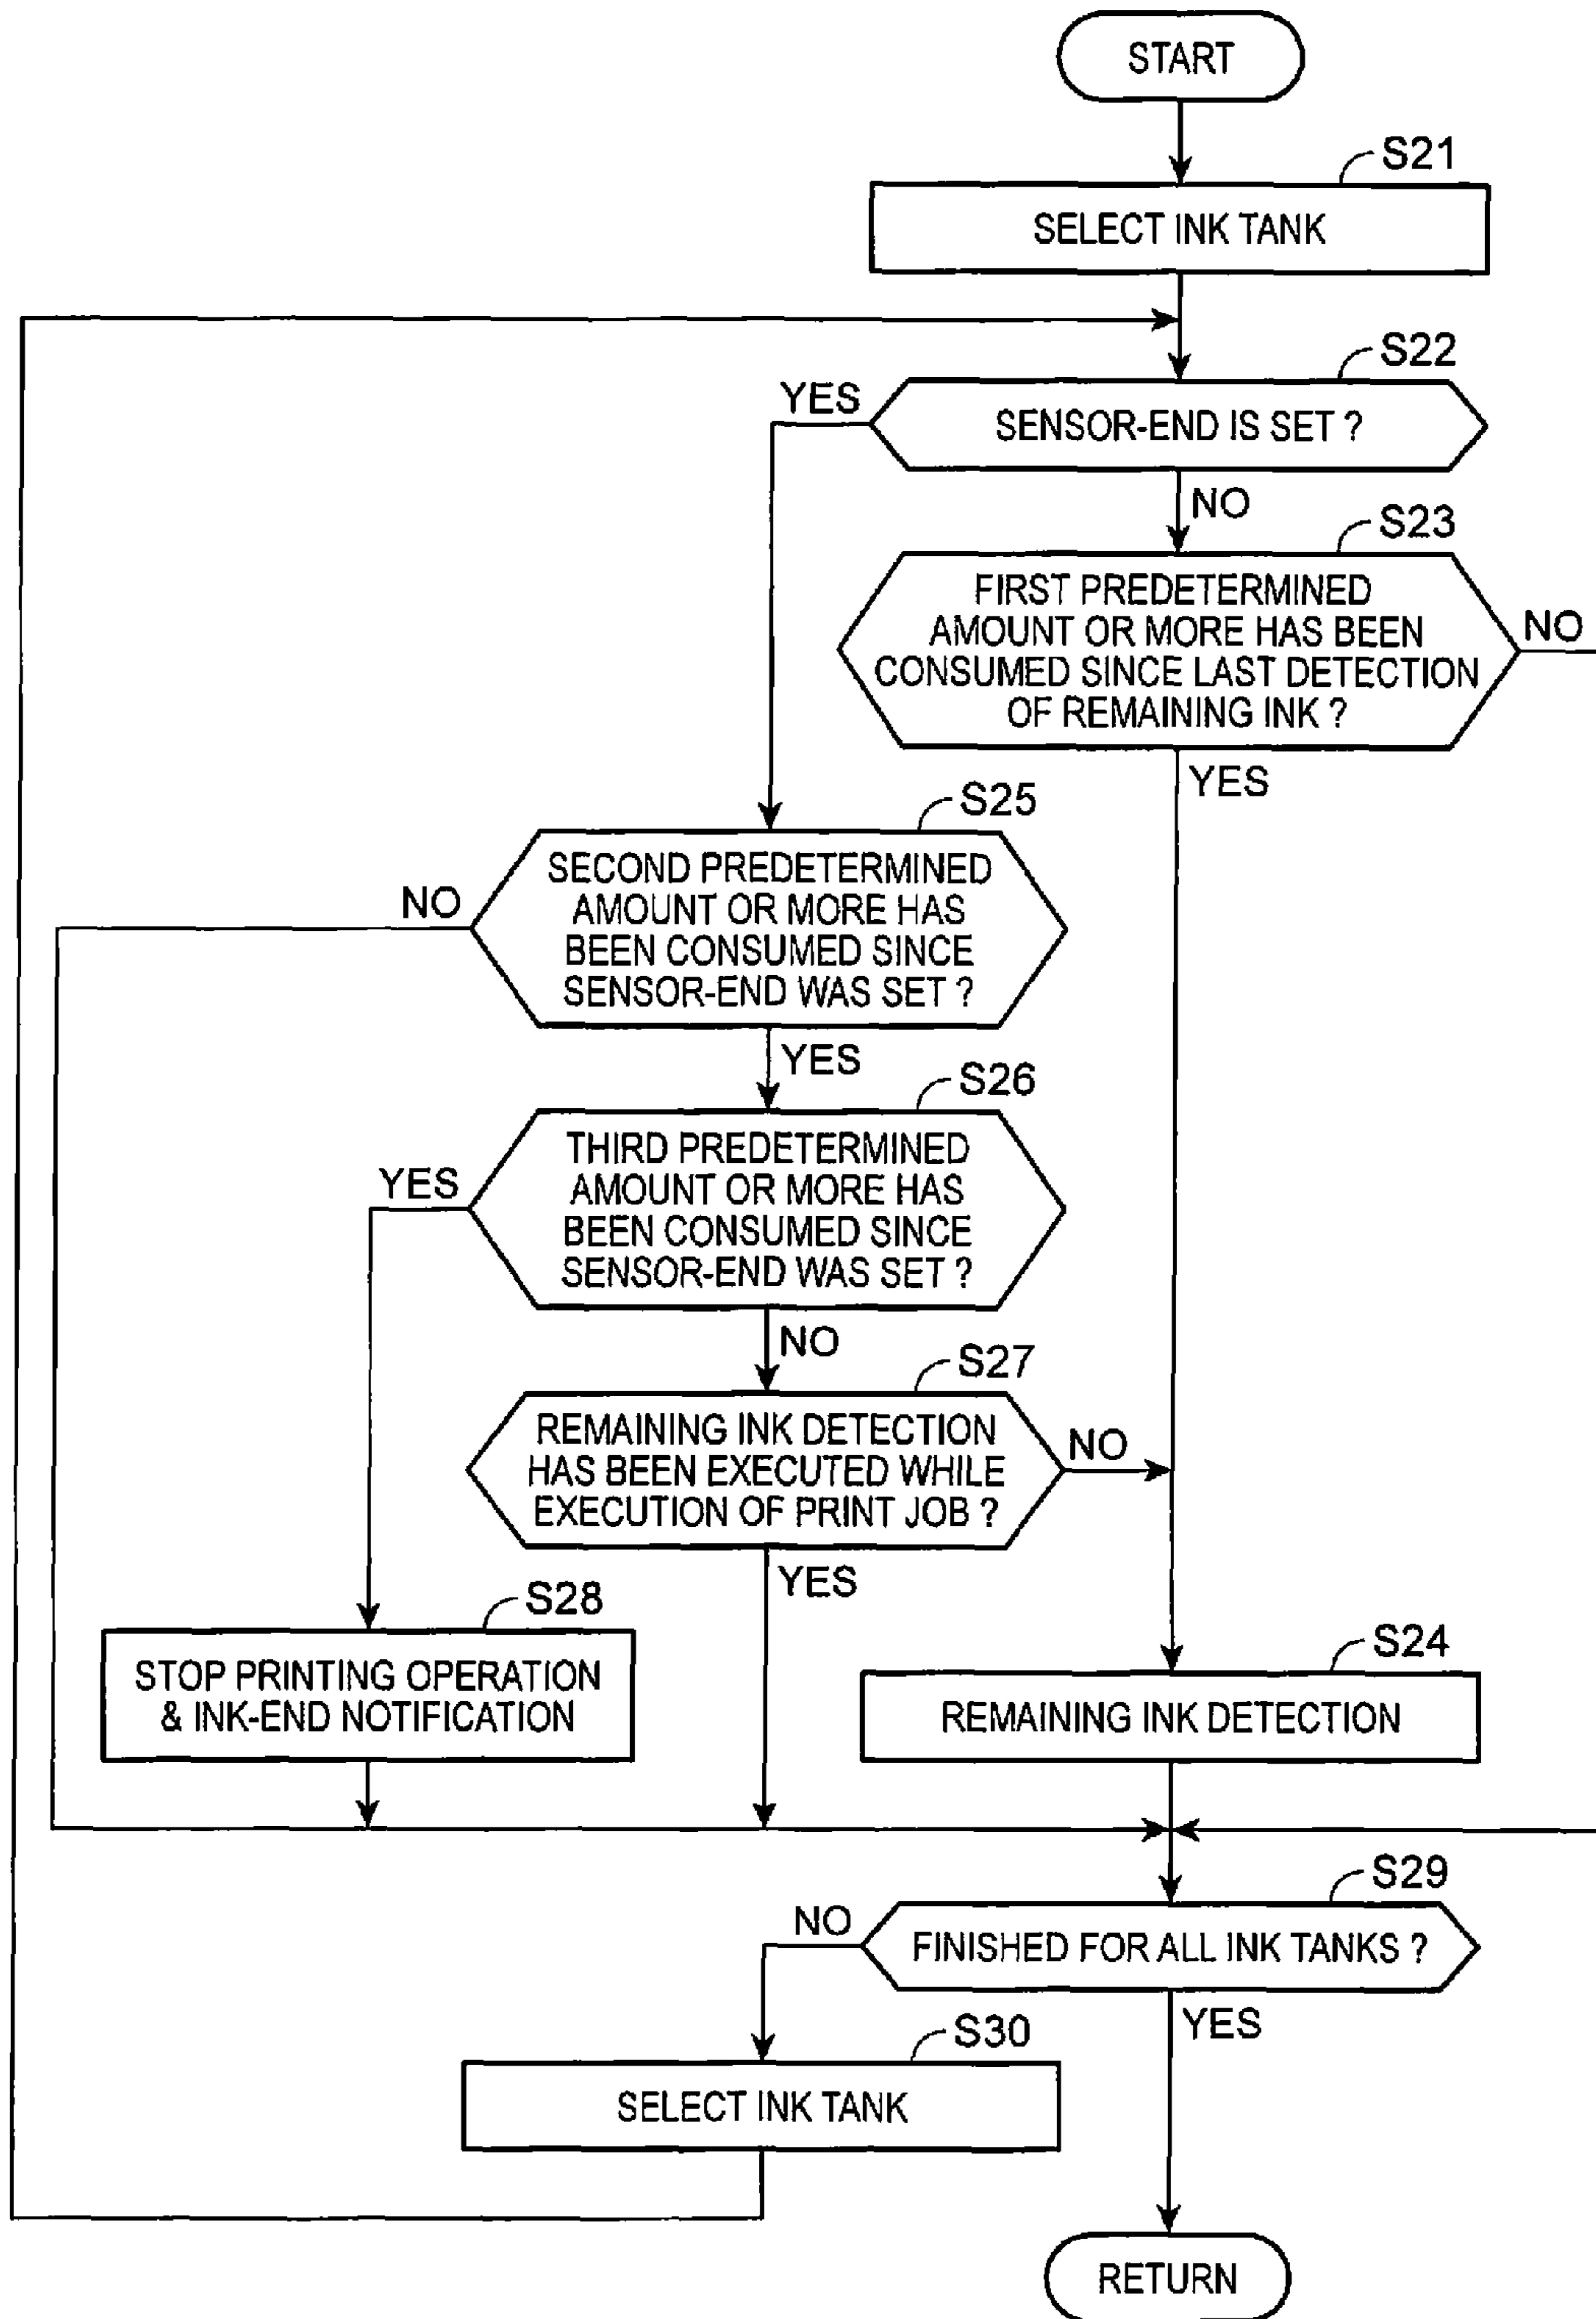 START
S21
SELECT INK TANK
S22
YES
SENSOR-END IS SET ?
NO
S23
FIRST PREDETERMINED
AMOUNT OR MORE HAS BEEN
CONSUMED SINCE LAST DETECTION
OF REMAINING INK ?
NO
YES
S25
SECOND PREDETERMINED
AMOUNT OR MORE HAS
BEEN CONSUMED SINCE
SENSOR-END WAS SET ?
NO
YES
S26
THIRD PREDETERMINED
AMOUNT OR MORE HAS
BEEN CONSUMED SINCE
SENSOR-END WAS SET ?
YES
NO
S27
REMAINING INK DETECTION
HAS BEEN EXECUTED WHILE
EXECUTION OF PRINT JOB ?
NO
YES
S28
STOP PRINTING OPERATION
& INK-END NOTIFICATION
S24
REMAINING INK DETECTION
S29
NO
FINISHED FOR ALL INK TANKS ?
YES
S30
SELECT INK TANK
RETURN